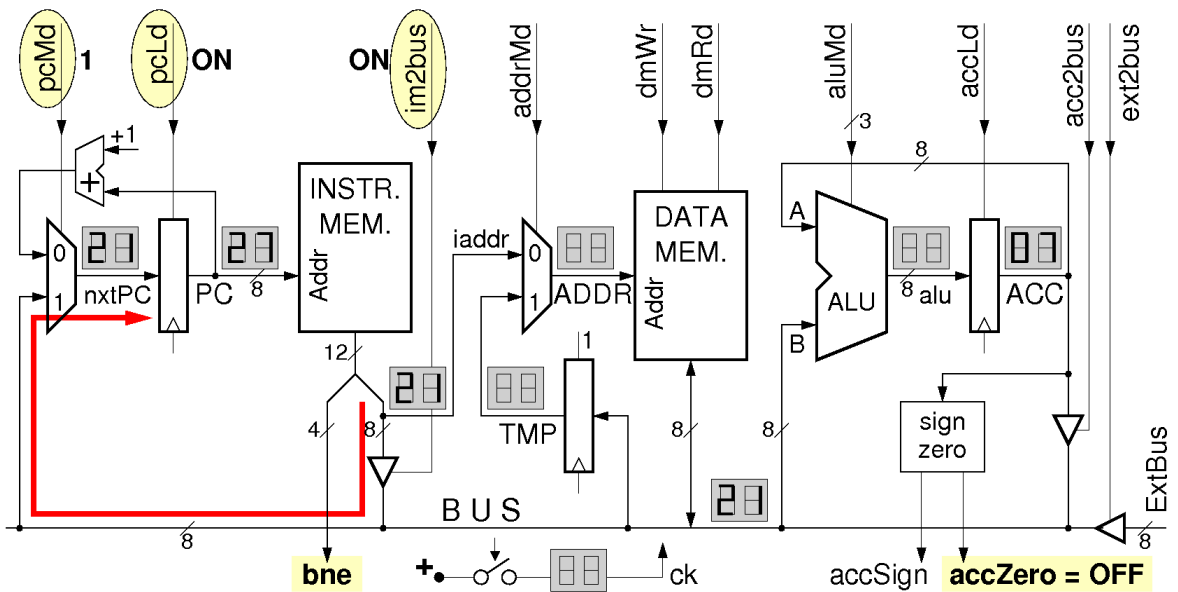 pcMd 1 pcLd ON ON im2bus addrMd dmWr dmRd aluMd accLd acc2bus ext2bus
+1 3 8
+
INSTR.
MEM.
Addr
DATA
MEM.
Addr
A
B
ALU
0
1
21
nxtPC
PC
27
8
iaddr
0
1
ADDR
8
alu
07
ACC
12
1
21
4
8
TMP
8
8
sign
zero
21
B U S
8
ExtBus
8
bne
+
ck
accSign
accZero = OFF